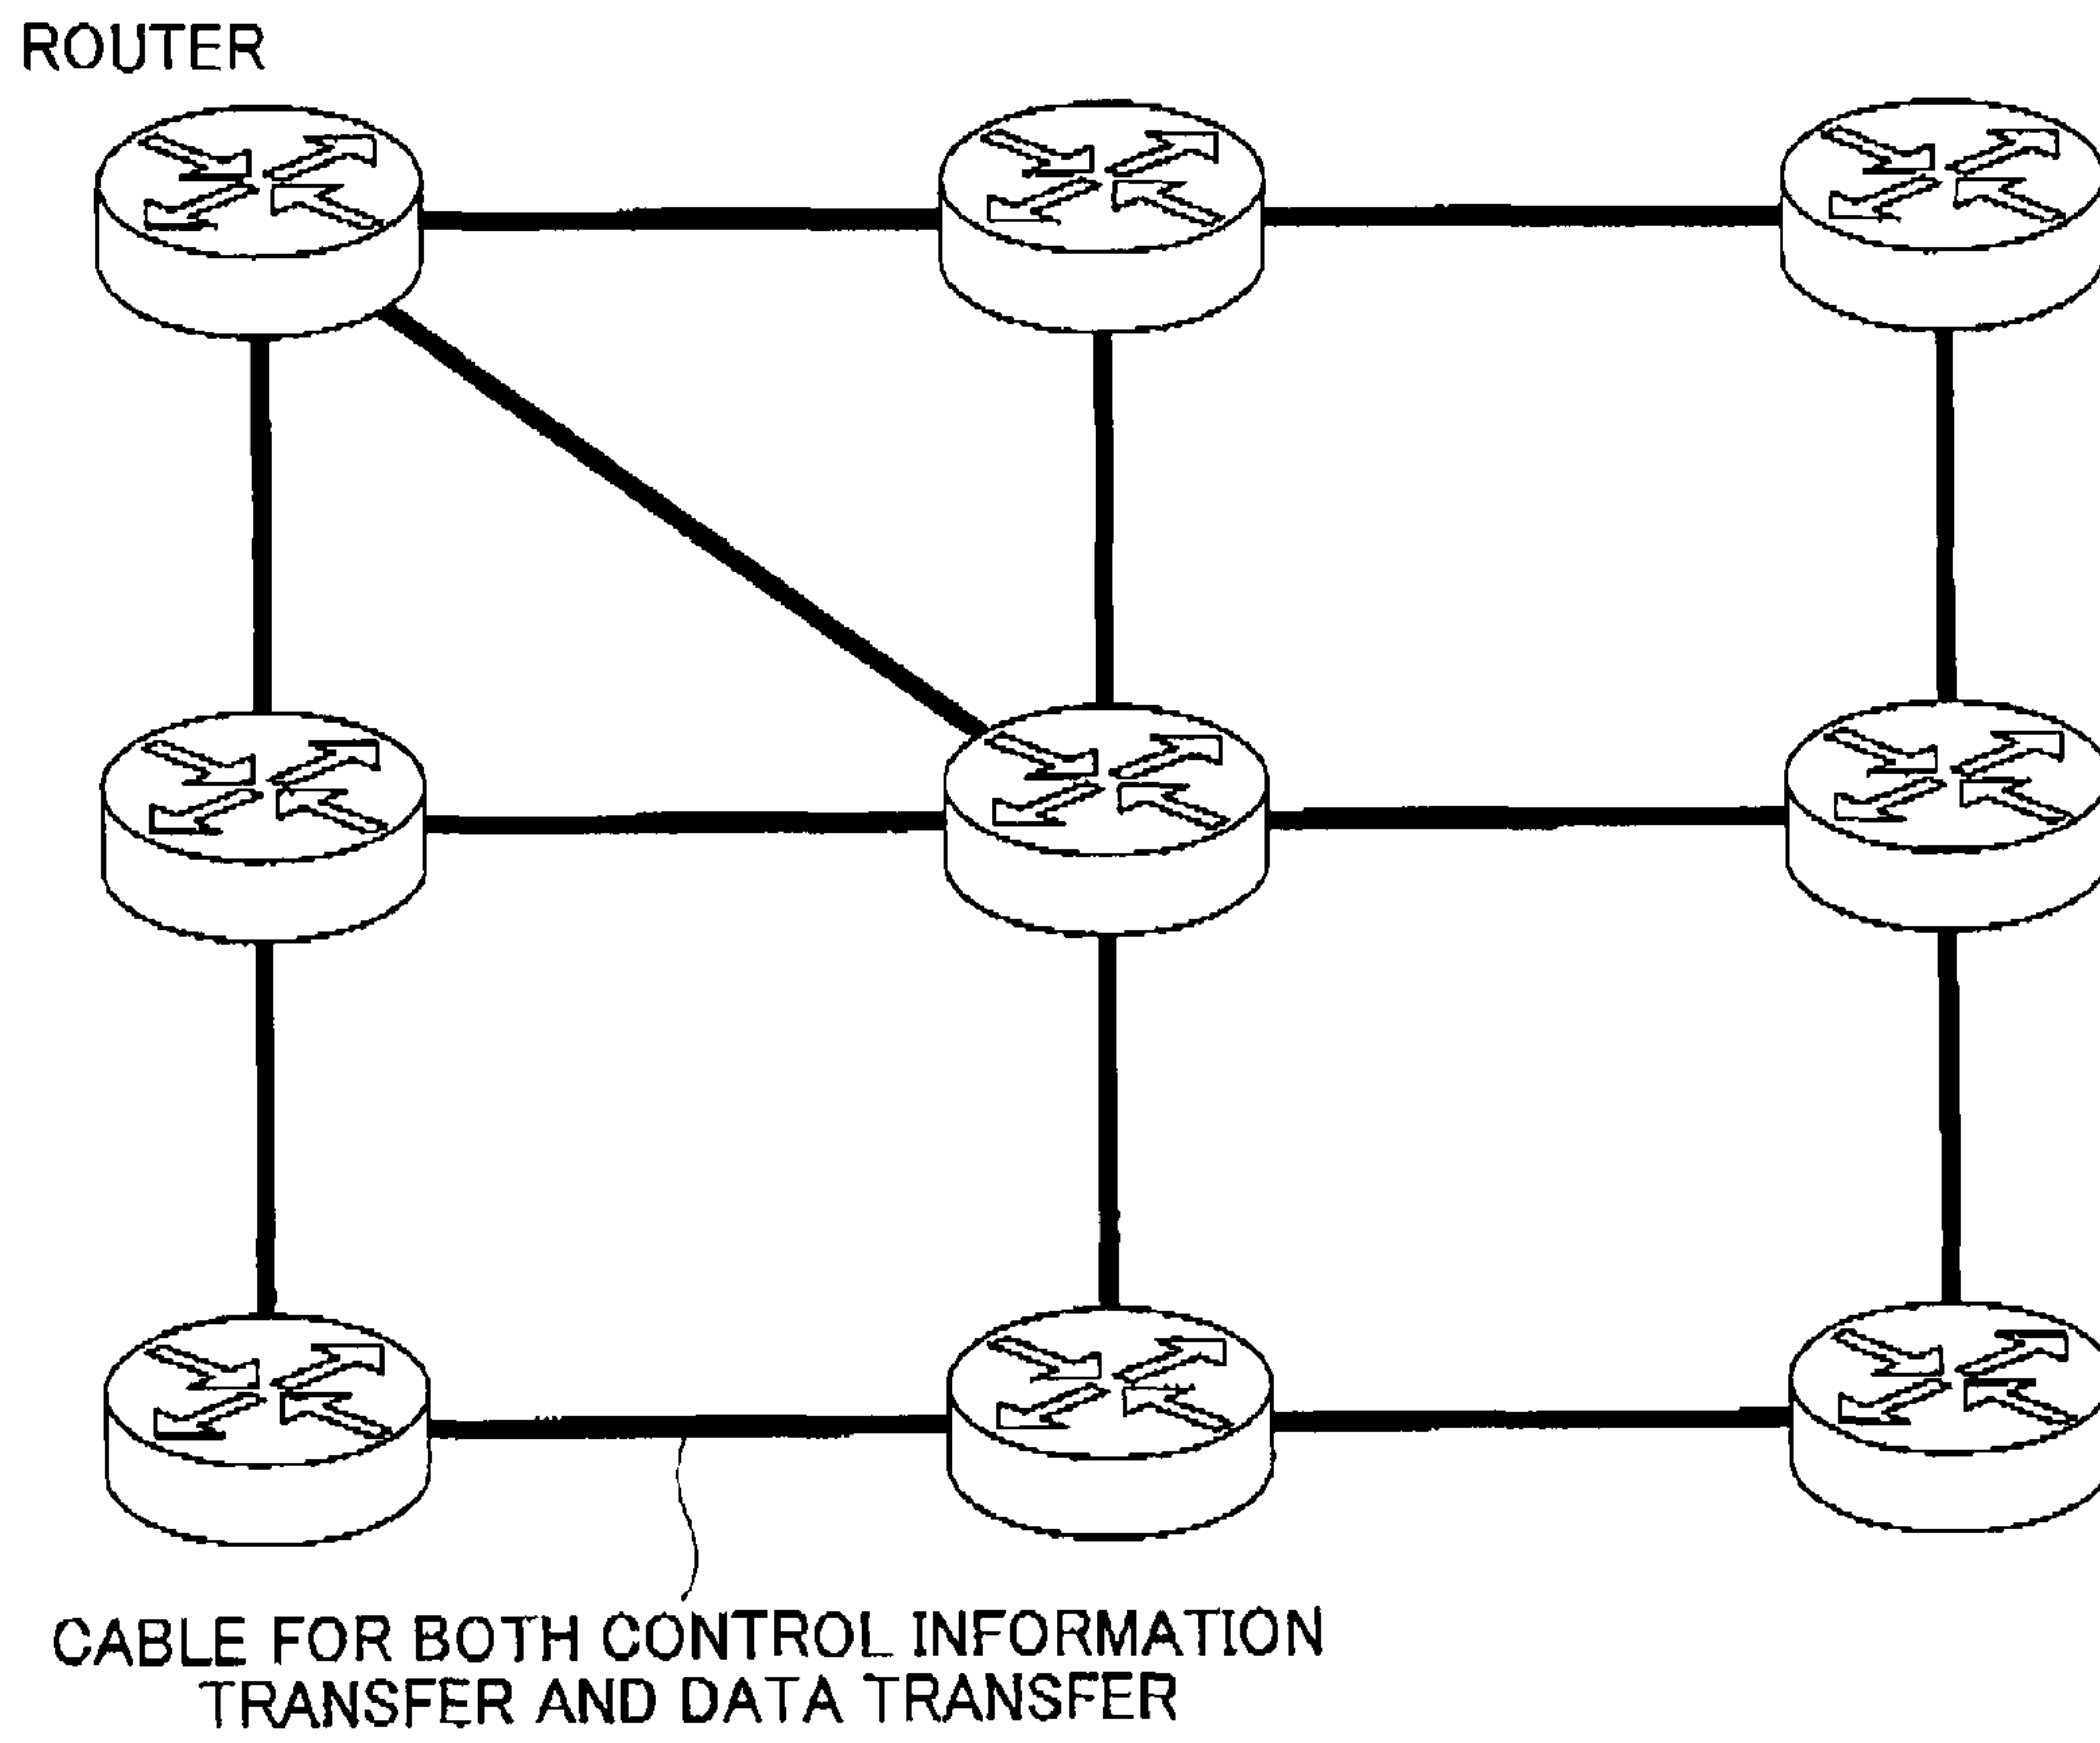 ROUTER
CABLE FOR BOTH CONTROL INFORMATION
TRANSFER AND DATA TRANSFER